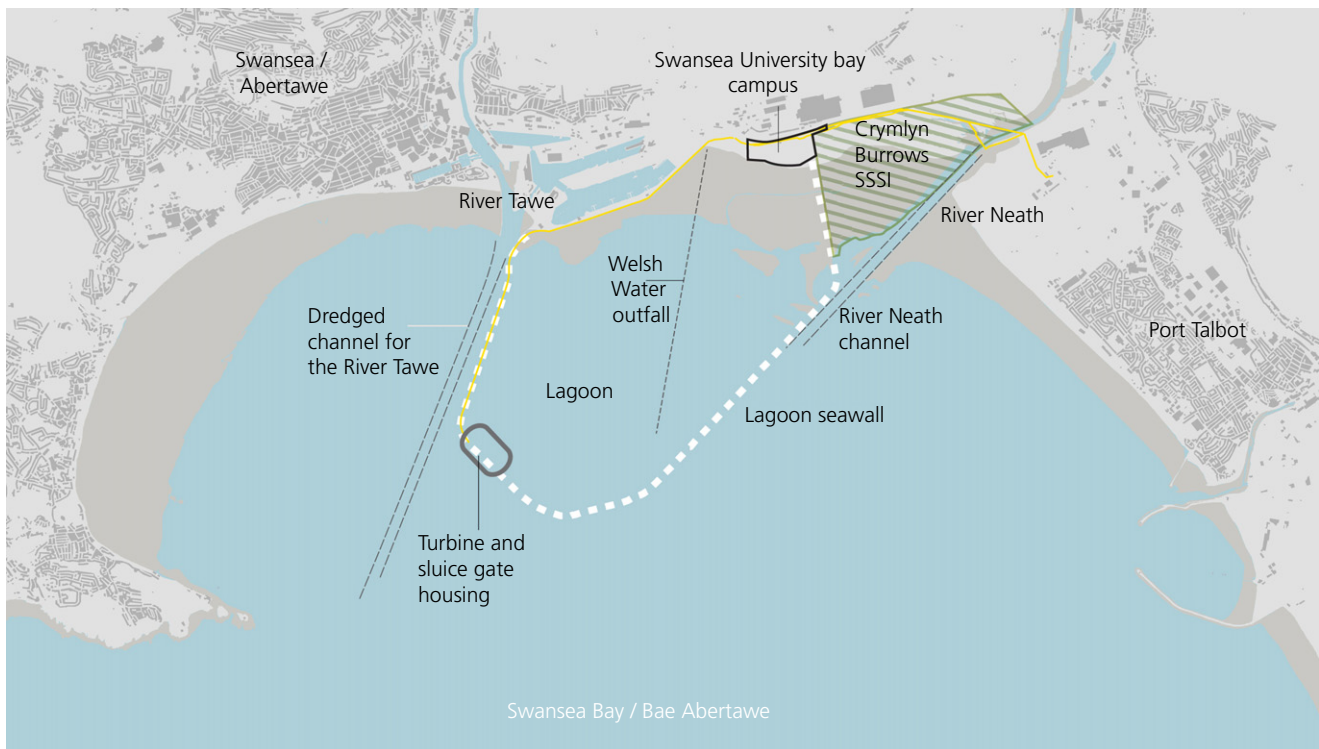 Swansea /
Abertawe
Swansea University bay
campus
Crymlyn
Burrows
SSSI
River Tawe
River Neath
Welsh
Water
outfall
Dredged
channel for
the River Tawe
River Neath
channel
Port Talbot
Lagoon
Lagoon seawall
Turbine and
sluice gate
housing
Swansea Bay / Bae Abertawe